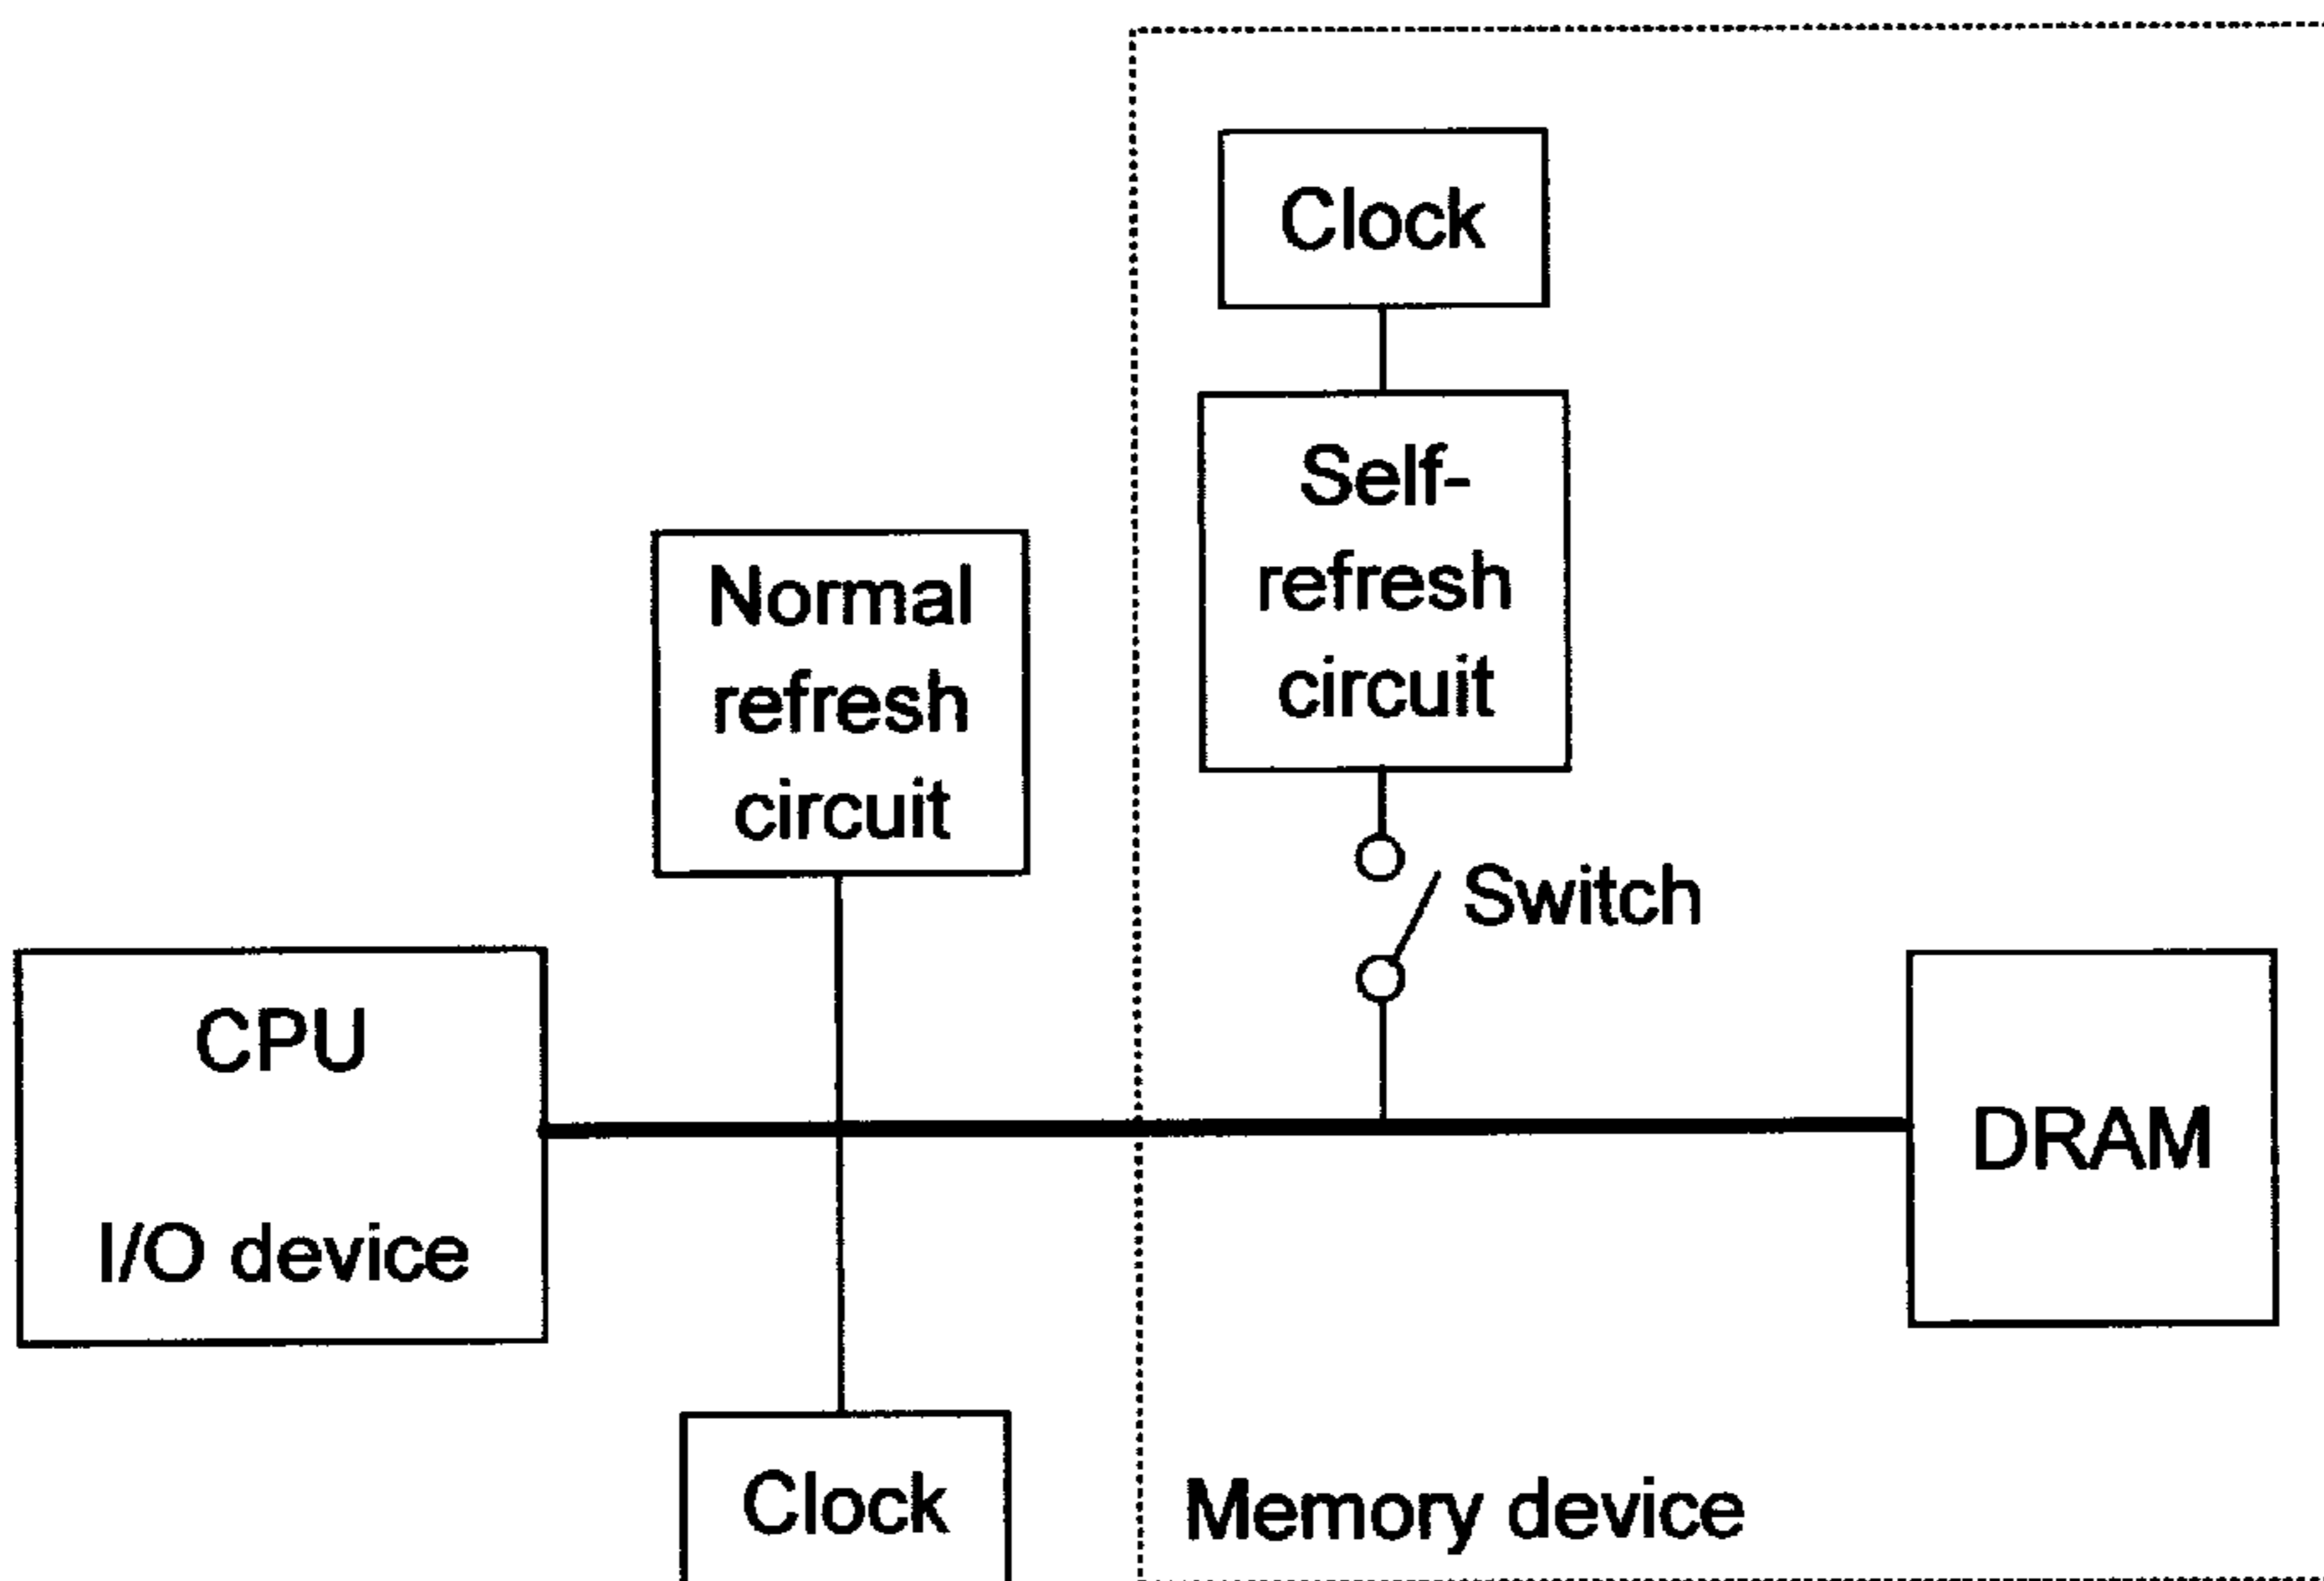 Clock
Self-
refresh
circuit
Normal
refresh
circuit
Switch
CPU
I/O device
DRAM
Clock
Memory device